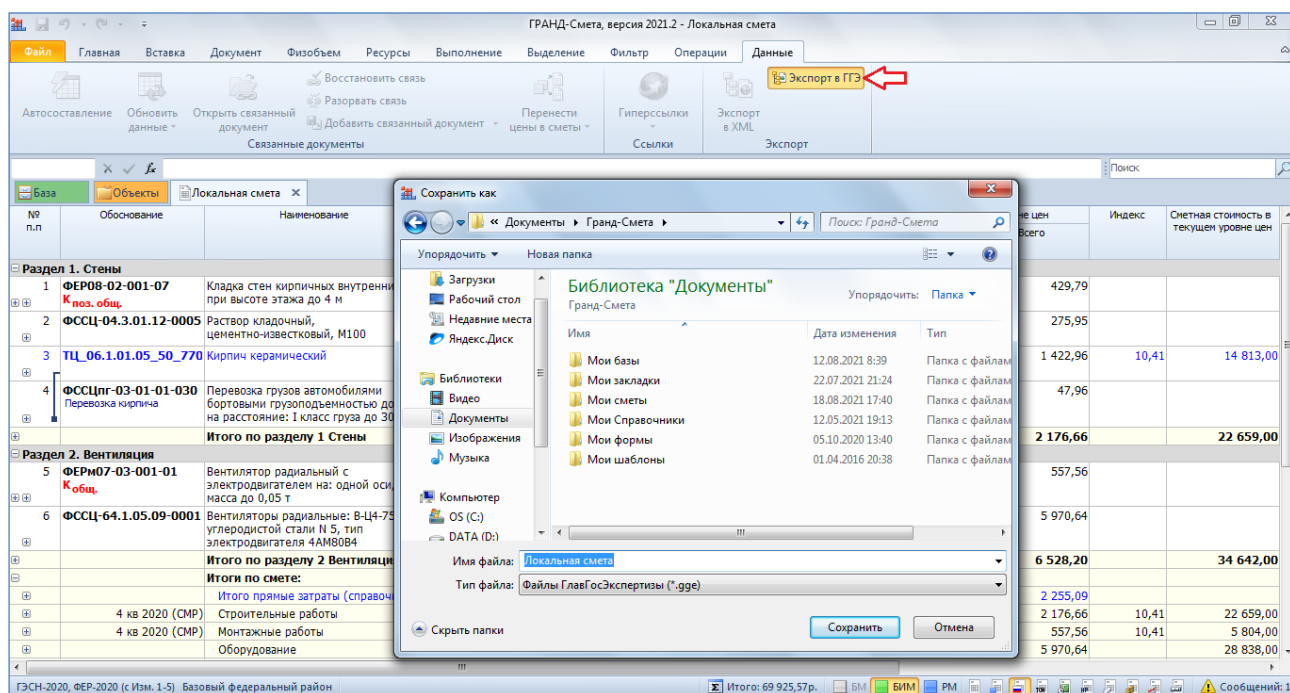 ГРАНД-Смета, версия 2021.2 - Локальная смета
Файл Главная Вставка Документ Физобъем Ресурсы Выполнение Выделение Фильтр Операции Данные
Автосоставление
Обновить данные
Открыть связанный документ
Восстановить связь
Разорвать связь
Добавить связанный документ
Перенести цены в сметы
Гиперссылки
Экспорт в XML
Экспорт в ГГЭ
Связанные документы Ссылки Экспорт
fx
Поиск
База Объекты Локальная смета
№ п.п Обоснование Наименование не цен Всего Индекс Сметная стоимость в текущем уровне цен
Раздел 1. Стены
1 ФЕР08-02-001-07 Кладка стен кирпичных внутренни 429,79
К поз. общ. при высоте этажа до 4 м
2 ФССЦ-04.3.01.12-0005 Раствор кладочный, 275,95
цементно-известковый, М100
3 ТЦ_06.1.01.05_50_770 Кирпич керамический 1 422,96 10,41 14 813,00
4 ФССЦпг-03-01-01-030 Перевозка грузов автомобилями 47,96
Перевозка кирпича бортовыми грузоподъемностью до
на расстояние: I класс груза до 30
Итого по разделу 1 Стены 2 176,66 22 659,00
Раздел 2. Вентиляция
5 ФЕРм07-03-001-01 Вентилятор радиальный с 557,56
К общ. электродвигателем на: одной оси,
масса до 0,05 т
6 ФССЦ-64.1.05.09-0001 Вентиляторы радиальные: В-Ц4-75 5 970,64
углеродистой стали N 5, тип
электродвигателя 4АМ80В4
Итого по разделу 2 Вентиляци 6 528,20 34 642,00
Итоги по смете:
Итого прямые затраты (справоч 2 255,09
4 кв 2020 (СМР) Строительные работы 2 176,66 10,41 22 659,00
4 кв 2020 (СМР) Монтажные работы 557,56 10,41 5 804,00
Оборудование 5 970,64 28 838,00
Сохранить как
« Документы Гранд-Смета
Поиск: Гранд-Смета
Упорядочить Новая папка
Загрузки
Рабочий стол
Недавние места
Яндекс.Диск
Библиотеки
Видео
Документы
Изображения
Музыка
Компьютер
OS (C:)
DATA (D:)
Библиотека "Документы"
Гранд-Смета
Упорядочить: Папка
Имя Дата изменения Тип
Мои базы 12.08.2021 8:39 Папка с файлам
Мои закладки 22.07.2021 21:24 Папка с файлам
Мои сметы 18.08.2021 17:40 Папка с файлам
Мои Справочники 12.05.2021 19:13 Папка с файлам
Мои формы 05.10.2020 13:40 Папка с файлам
Мои шаблоны 01.04.2016 20:38 Папка с файлам
Имя файла: Локальная смета
Тип файла: Файлы ГлавГосЭкспертизы (*.gge)
Скрыть папки Сохранить Отмена
ГЭСН-2020, ФЕР-2020 (с Изм. 1-5) Базовый федеральный район Σ Итого: 69 925,57р. БМ БИМ РМ Сообщений: 1